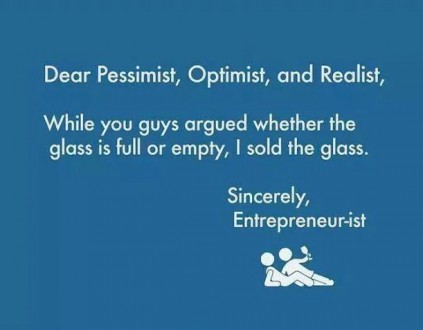 Dear Pessimist, Optimist, and Realist,
While you guys argued whether the
glass is full or empty, I sold the glass.
Sincerely,
Entrepreneur-ist